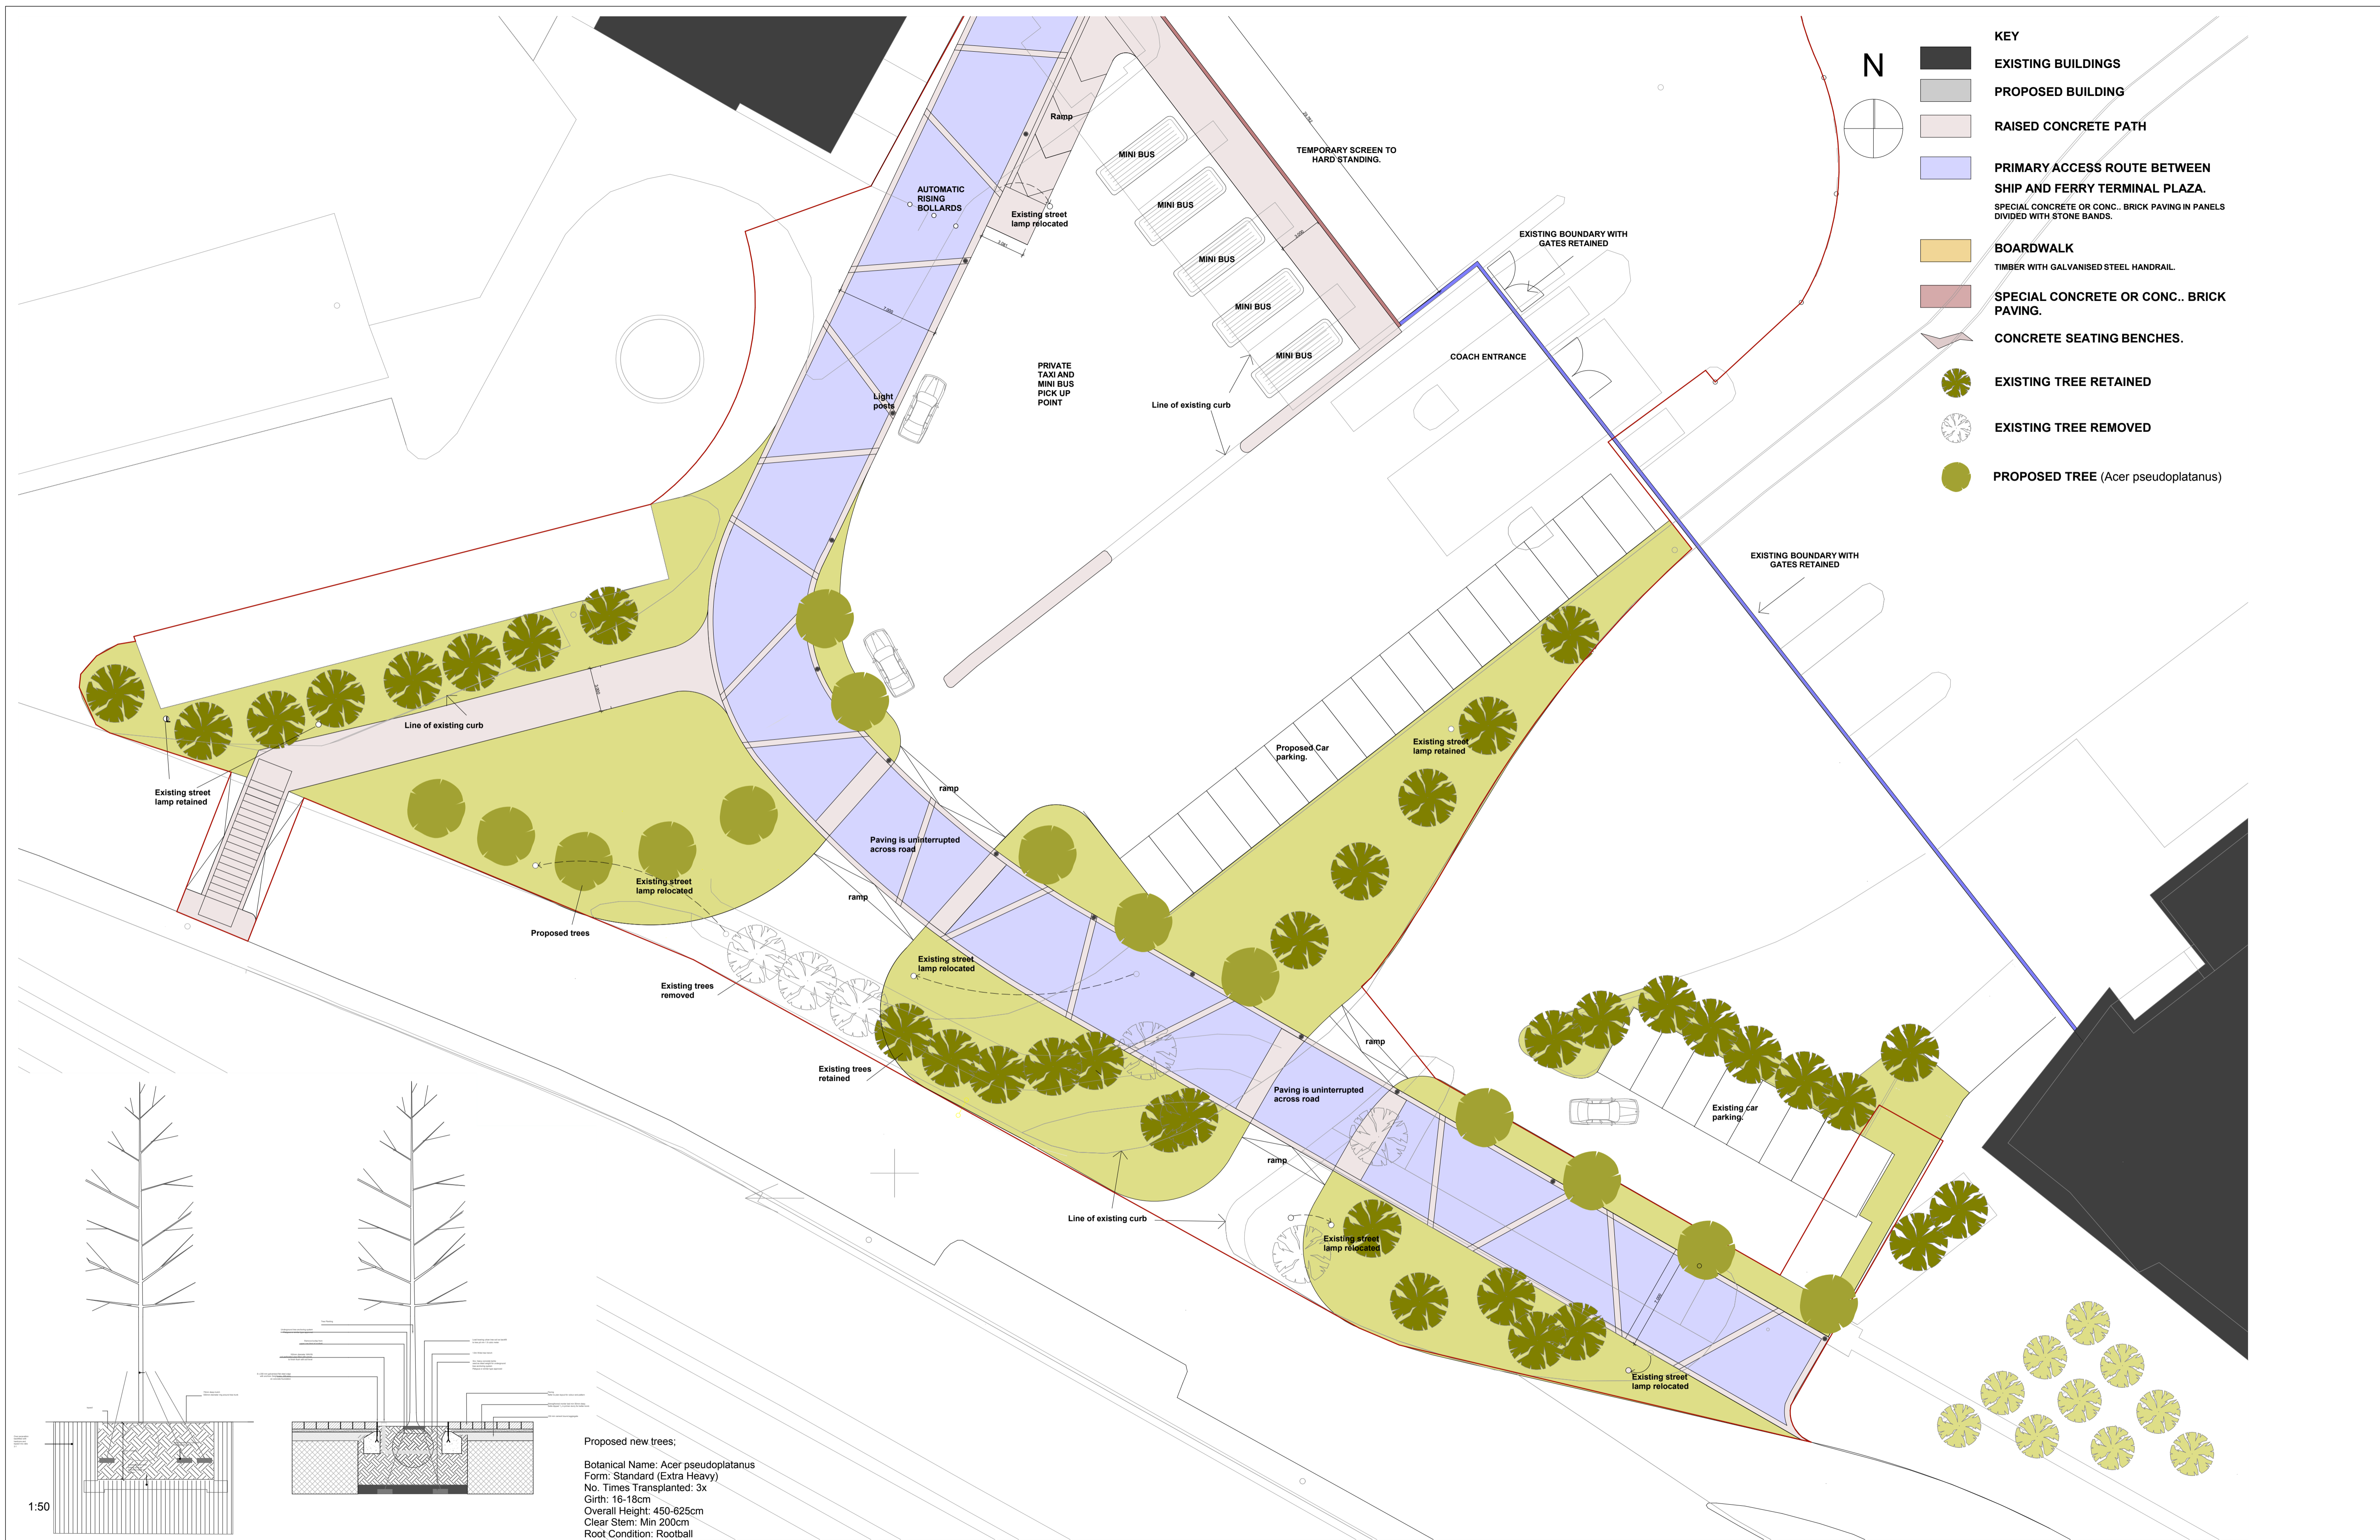 N
KEY
EXISTING BUILDINGS
PROPOSED BUILDING
RAISED CONCRETE PATH
PRIMARY ACCESS ROUTE BETWEEN
SHIP AND FERRY TERMINAL PLAZA.
SPECIAL CONCRETE OR CONC.. BRICK PAVING IN PANELS
DIVIDED WITH STONE BANDS.
BOARDWALK
TIMBER WITH GALVANISED STEEL HANDRAIL.
SPECIAL CONCRETE OR CONC.. BRICK
PAVING.
CONCRETE SEATING BENCHES.
EXISTING TREE RETAINED
EXISTING TREE REMOVED
PROPOSED TREE (Acer pseudoplatanus)
Ramp
MINI BUS
TEMPORARY SCREEN TO
HARD STANDING.
AUTOMATIC
RISING
BOLLARDS
MINI BUS
Existing street
lamp relocated
MINI BUS
EXISTING BOUNDARY WITH
GATES RETAINED
MINI BUS
MINI BUS
COACH ENTRANCE
PRIVATE
TAXI AND
MINI BUS
PICK UP
POINT
Light
posts
Line of existing curb
EXISTING BOUNDARY WITH
GATES RETAINED
Line of existing curb
Existing street
lamp retained
Proposed Car
parking.
Existing street
lamp retained
ramp
Paving is uninterrupted
across road
Existing street
lamp relocated
ramp
Proposed trees
Existing street
lamp relocated
Existing trees
removed
ramp
Existing trees
retained
Paving is uninterrupted
across road
Existing car
parking.
ramp
Line of existing curb
Existing street
lamp relocated
Existing street
lamp relocated
1:50
Proposed new trees;
Botanical Name: Acer pseudoplatanus
Form: Standard (Extra Heavy)
No. Times Transplanted: 3x
Girth: 16-18cm
Overall Height: 450-625cm
Clear Stem: Min 200cm
Root Condition: Rootball